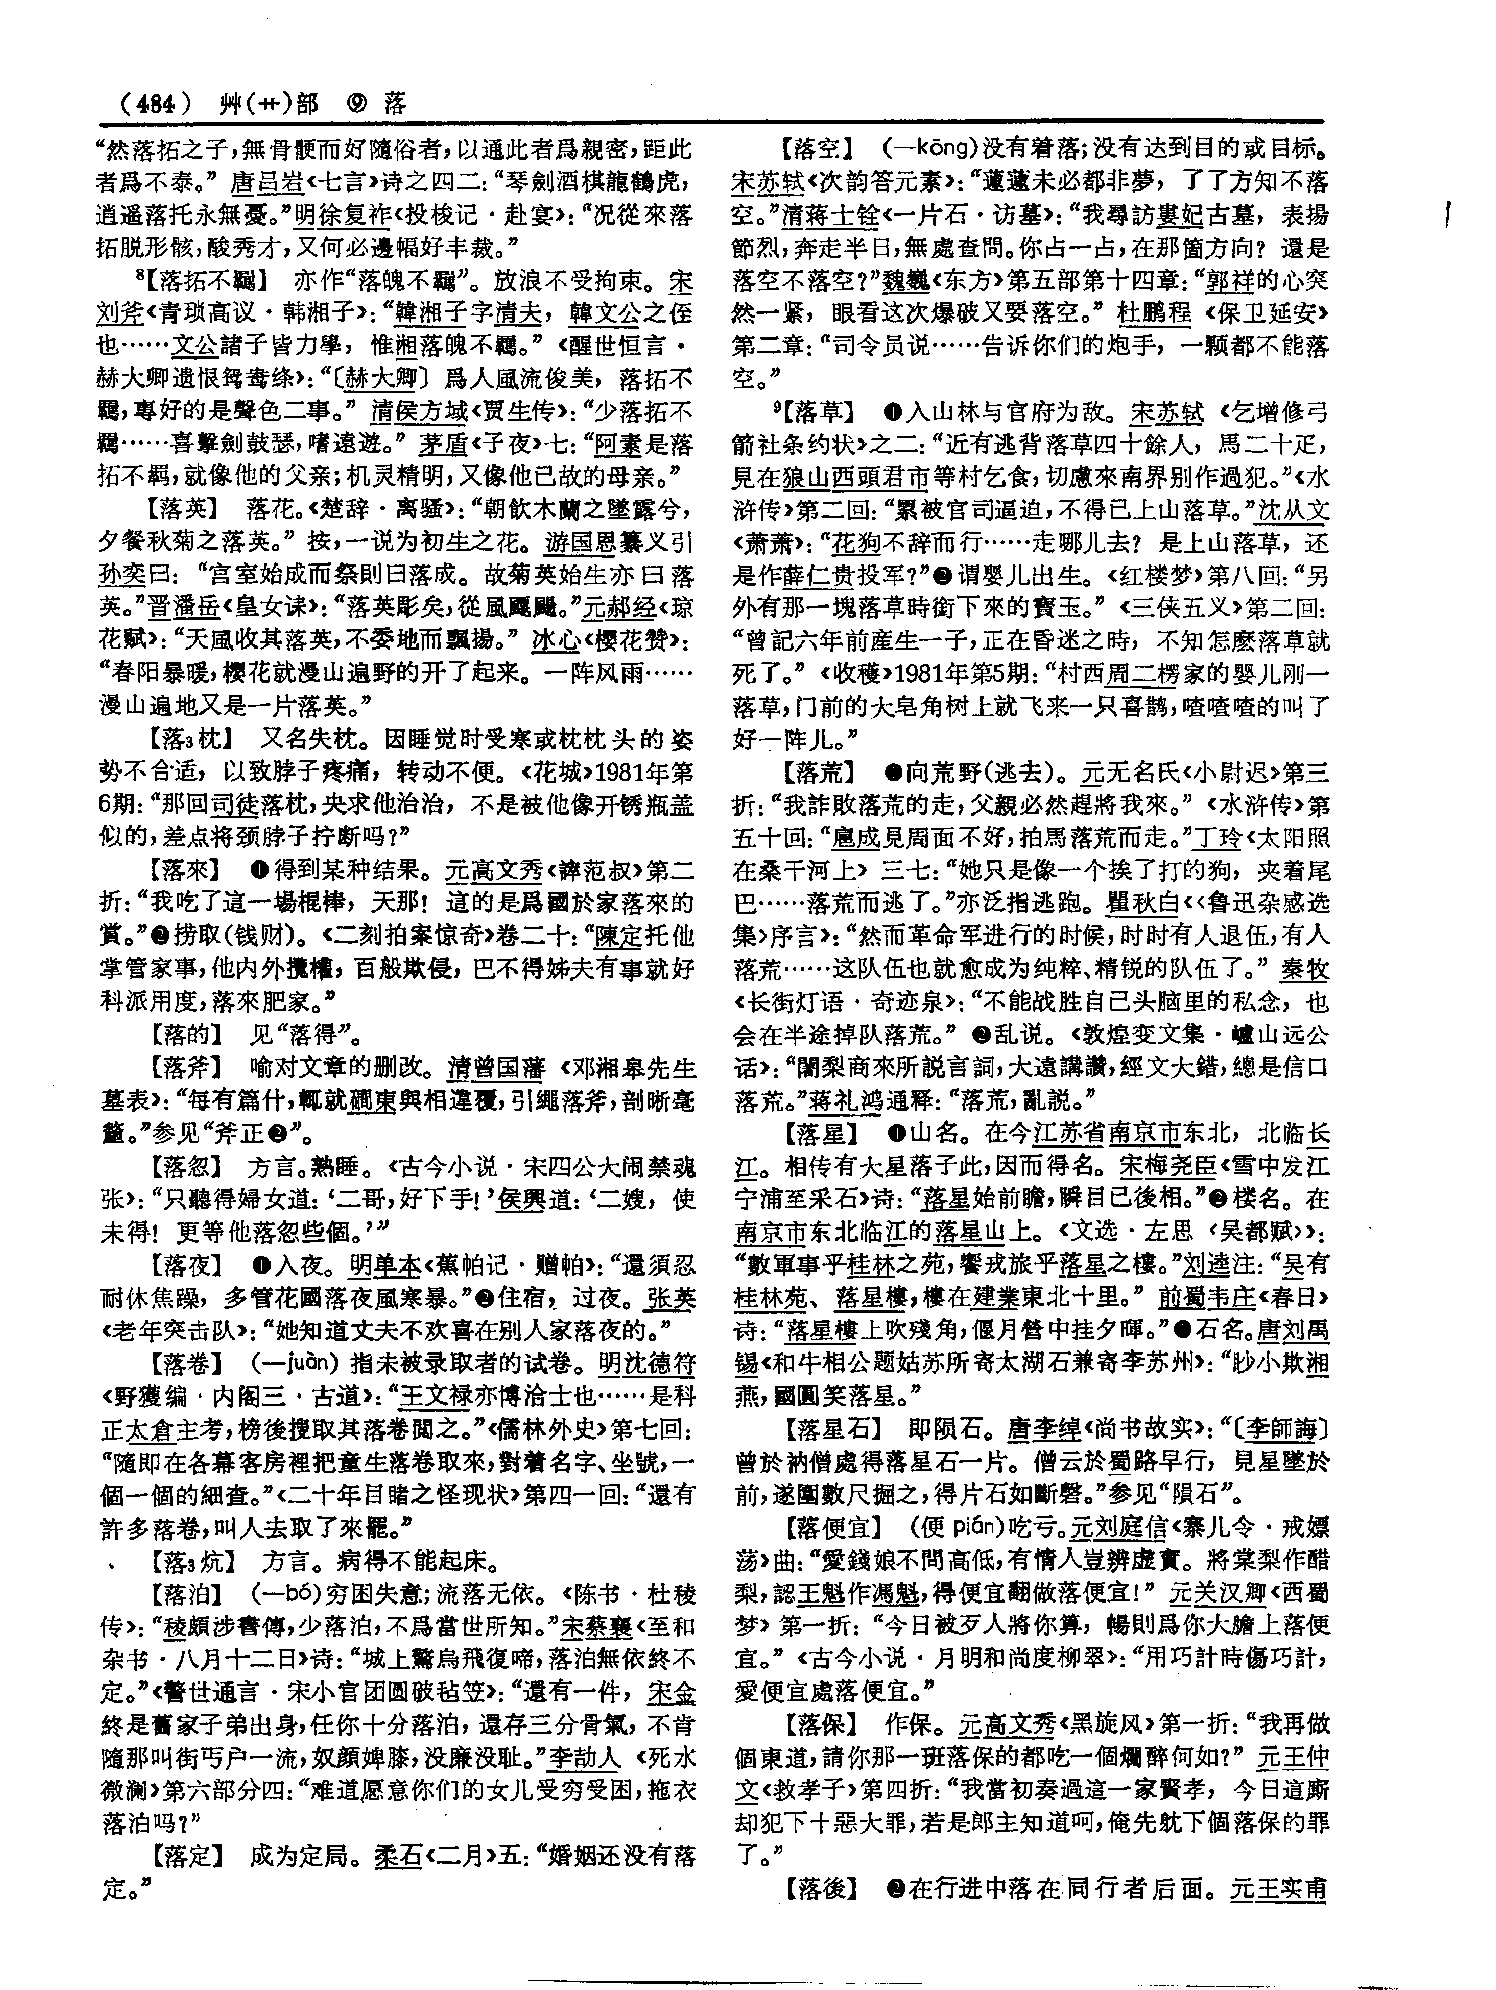 （484） 艸(艹)部 ⑨ 落
“然落拓之子，無骨鯁而好隨俗者，以通此者爲親密，距此
者爲不泰。” 唐吕岩《七言》诗之四二：“琴劍酒棋龍鶴虎，
逍遥落托永無憂。”明徐复祚《投梭记·赴宴》：“况從來落
拓脱形骸，酸秀才，又何必邊幅好丰裁。”
8【落拓不羈】 亦作“落魄不羈”。放浪不受拘束。宋
刘斧《青琐高议·韩湘子》：“韓湘子字清夫，韓文公之侄
也……文公諸子皆力學，惟湘落魄不羈。”《醒世恒言·
赫大卿遗恨鸳鸯绦》：“〔赫大卿〕爲人風流俊美，落拓不
羈，專好的是聲色二事。” 清侯方域《贾生传》：“少落拓不
羈……喜擊劍鼓瑟，嗜遠遊。” 茅盾《子夜》七：“阿素是落
拓不羁，就像他的父亲；机灵精明，又像他已故的母亲。”
【落英】 落花。《楚辞·离骚》：“朝飲木蘭之墜露兮，
夕餐秋菊之落英。” 按，一说为初生之花。游国恩纂义引
孙奕曰：“宫室始成而祭則曰落成。故菊英始生亦曰落
英。”晋潘岳《皇女诔》：“落英彫矣，從風飃颺。”元郝经《琼
花赋》：“天風收其落英，不委地而飄揚。” 冰心《樱花赞》：
“春阳暴暖，樱花就漫山遍野的开了起来。一阵风雨……
漫山遍地又是一片落英。”
【落3枕】 又名失枕。因睡觉时受寒或枕枕头的姿
势不合适，以致脖子疼痛，转动不便。《花城》1981年第
6期：“那回司徒落枕，央求他治治，不是被他像开锈瓶盖
似的，差点将颈脖子拧断吗？”
【落來】 ❶得到某种结果。元高文秀《谇范叔》第二
折：“我吃了這一場棍棒，天那！這的是爲國於家落來的
賞。”❷捞取(钱财)。《二刻拍案惊奇》卷二十：“陳定托他
掌管家事，他内外攬權，百般欺侵，巴不得姊夫有事就好
科派用度，落來肥家。”
【落的】 见“落得”。
【落斧】 喻对文章的删改。清曾国藩《邓湘皋先生
墓表》：“每有篇什，輒就磵東與相違覆，引繩落斧，剖晰毫
釐。”参见“斧正❷”。
【落忽】 方言。熟睡。《古今小说·宋四公大闹禁魂
张》：“只聽得婦女道：‘二哥，好下手！’侯興道：‘二嫂，使
未得！更等他落忽些個。’”
【落夜】 ❶入夜。明单本《蕉帕记·赠帕》：“還須忍
耐休焦躁，多管花園落夜風寒暴。”❷住宿，过夜。张英
《老年突击队》：“她知道丈夫不欢喜在别人家落夜的。”
【落卷】 (一juàn) 指未被录取者的试卷。明沈德符
《野獲编·内阁三·古道》：“王文禄亦博洽士也……是科
正太倉主考，榜後搜取其落卷閲之。”《儒林外史》第七回：
“隨即在各幕客房裡把童生落卷取來，對着名字、坐號，一
個一個的細查。”《二十年目睹之怪现状》第四一回：“還有
許多落卷，叫人去取了來罷。”
【落3炕】 方言。病得不能起床。
【落泊】 (一bó)穷困失意；流落无依。《陈书·杜稜
传》：“稜頗涉書傳，少落泊，不爲當世所知。”宋蔡襄《至和
杂书·八月十二日》诗：“城上驚烏飛復啼，落泊無依終不
定。”《警世通言·宋小官团圆破毡笠》：“還有一件，宋金
終是舊家子弟出身，任你十分落泊，還存三分骨氣，不肯
隨那叫街丐户一流，奴顔婢膝，没廉没耻。”李劼人《死水
微澜》第六部分四：“难道愿意你们的女儿受穷受困，拖衣
落泊吗？”
【落定】 成为定局。柔石《二月》五：“婚姻还没有落
定。”
【落空】 (一kōng)没有着落；没有达到目的或目标。
宋苏轼《次韵答元素》：“蘧蘧未必都非夢，了了方知不落
空。”清蒋士铨《一片石·访墓》：“我尋訪婁妃古墓，表揚
節烈，奔走半日，無處查問。你占一占，在那箇方向？還是
落空不落空？”魏巍《东方》第五部第十四章：“郭祥的心突
然一紧，眼看这次爆破又要落空。” 杜鹏程《保卫延安》
第二章：“司令员说……告诉你们的炮手，一颗都不能落
空。”
9【落草】 ❶入山林与官府为敌。宋苏轼《乞增修弓
箭社条约状》之二：“近有逃背落草四十餘人，馬二十疋，
見在狼山西頭君市等村乞食，切慮來南界别作過犯。”《水
浒传》第二回：“累被官司逼迫，不得已上山落草。”沈从文
《萧萧》：“花狗不辞而行……走哪儿去？是上山落草，还
是作薛仁贵投军？”❷谓婴儿出生。《红楼梦》第八回：“另
外有那一塊落草時銜下來的寶玉。”《三侠五义》第二回：
“曾記六年前産生一子，正在昏迷之時，不知怎麽落草就
死了。”《收穫》1981年第5期：“村西周二楞家的婴儿刚一
落草，门前的大皂角树上就飞来一只喜鹊，喳喳喳的叫了
好一阵儿。”
【落荒】 ❶向荒野(逃去)。元无名氏《小尉迟》第三
折：“我詐敗落荒的走，父親必然趕將我來。”《水浒传》第
五十回：“扈成見局面不好，拍馬落荒而走。”丁玲《太阳照
在桑干河上》三七：“她只是像一个挨了打的狗，夹着尾
巴……落荒而逃了。”亦泛指逃跑。瞿秋白《〈鲁迅杂感选
集〉序言》：“然而革命军进行的时候，时时有人退伍，有人
落荒……这队伍也就愈成为纯粹、精锐的队伍了。” 秦牧
《长街灯语·奇迹泉》：“不能战胜自己头脑里的私念，也
会在半途掉队落荒。” ❷乱说。《敦煌变文集·嚧山远公
话》：“闍梨商來所説言詞，大遠講讚，經文大錯，總是信口
落荒。”蒋礼鸿通释：“落荒，亂説。”
【落星】 ❶山名。在今江苏省南京市东北，北临长
江。相传有大星落于此，因而得名。宋梅尧臣《雪中发江
宁浦至采石》诗：“落星始前瞻，瞬目已後相。”❷楼名。在
南京市东北临江的落星山上。《文选·左思〈吴都赋〉》：
“數軍事乎桂林之苑，饗戎旅乎落星之樓。”刘逵注：“吴有
桂林苑、落星樓，樓在建業東北十里。” 前蜀韦庄《春日》
诗：“落星樓上吹殘角，偃月營中挂夕暉。”❸石名。唐刘禹
锡《和牛相公题姑苏所寄太湖石兼寄李苏州》：“眇小欺湘
燕，團圓笑落星。”
【落星石】 即陨石。唐李绰《尚书故实》：“〔李師誨〕
曾於衲僧處得落星石一片。僧云於蜀路早行，見星墜於
前，遂圍數尺掘之，得片石如斷磬。”参见“隕石”。
【落便宜】 (便 pián)吃亏。元刘庭信《寨儿令·戒嫖
荡》曲：“愛錢娘不問高低，有情人豈辨虚實。將棠梨作醋
梨，認王魁作馮魁，得便宜翻做落便宜！” 元关汉卿《西蜀
梦》第一折：“今日被歹人將你算，暢則爲你大膽上落便
宜。”《古今小说·月明和尚度柳翠》：“用巧計時傷巧計，
愛便宜處落便宜。”
【落保】 作保。元高文秀《黑旋风》第一折：“我再做
個東道，請你那一班落保的都吃一個爛醉何如？” 元王仲
文《救孝子》第四折：“我當初奏過這一家賢孝，今日道廝
却犯下十惡大罪，若是郎主知道呵，俺先躭下個落保的罪
了。”
【落後】 ❶在行进中落在同行者后面。元王实甫